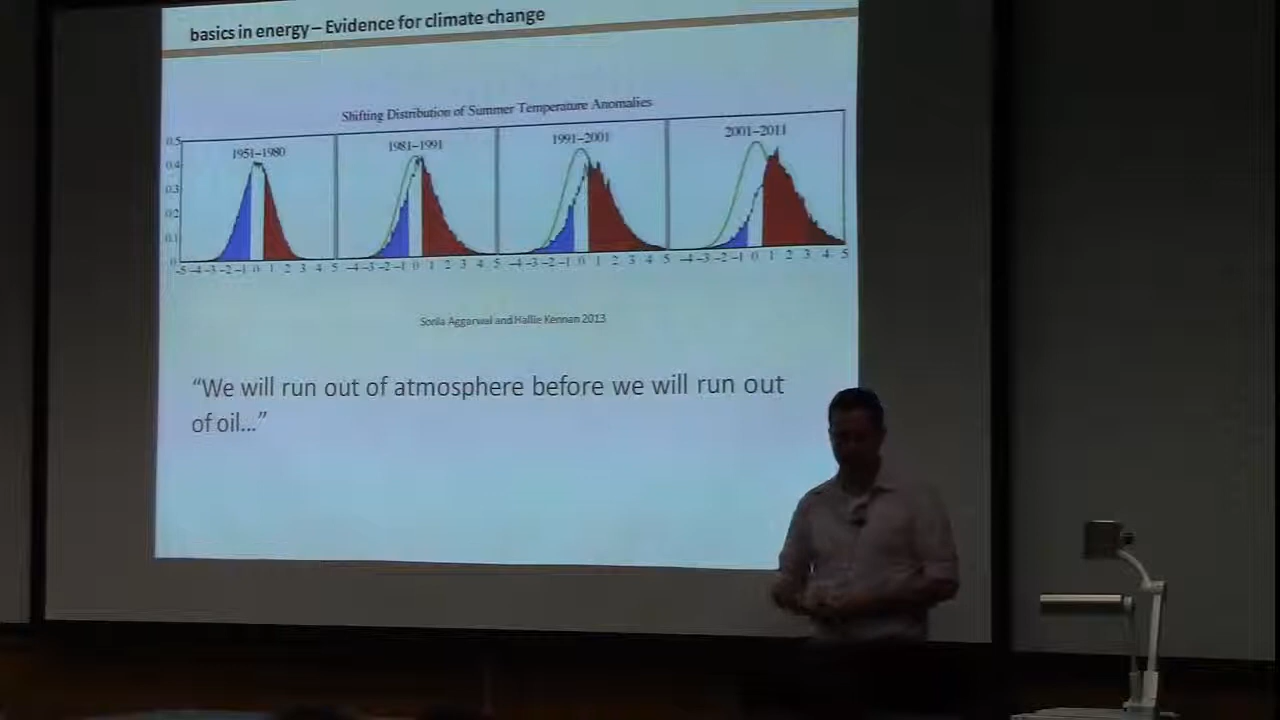 basics in energy – Evidence for climate change
Shifting Distribution of Summer Temperature Anomalies
1951–1980 1981–1991 1991–2001 2001–2011
0.5
0.4
0.3
0.2
0.1
0
-5 -4 -3 -2 -1 0 1 2 3 4 5 -4 -3 -2 -1 0 1 2 3 4 5 -4 -3 -2 -1 0 1 2 3 4 5 -4 -3 -2 -1 0 1 2 3 4 5
Sonia Aggarwal and Hallie Kennan 2013
“We will run out of atmosphere before we will run out
of oil...”